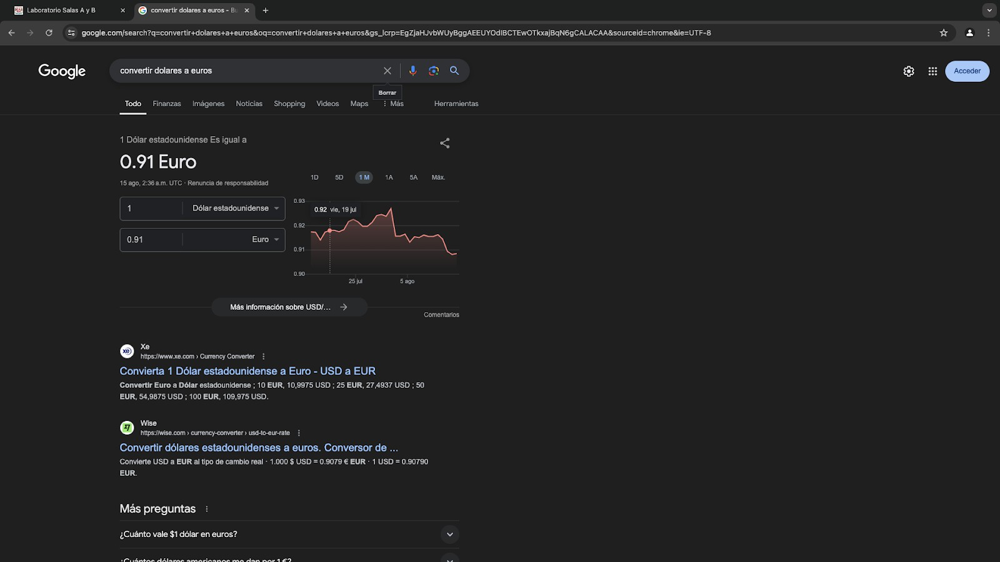 Laboratorio Salas A y B
convertir dolares a euros - Bu
google.com/search?q=convertir+dolares+a+euros&oq=convertir+dolares+a+euros&gs_lcrp=EgZjaHJvbWUyBggAEEUYOdIBCTEwOTkxajBqN6gCALACAA&sourceid=chrome&ie=UTF-8
Google
convertir dolares a euros
Acceder
Borrar
Todo
Finanzas
Imágenes
Noticias
Shopping
Videos
Maps
Más
Herramientas
1 Dólar estadounidense Es igual a
0.91 Euro
15 ago, 2:36 a.m. UTC · Renuncia de responsabilidad
1D
5D
1 M
1A
5A
Máx.
1
Dólar estadounidense
0.91
Euro
0.93
0.92 vie, 19 jul
0.92
0.91
0.90
25 jul
5 ago
Más información sobre USD/...
Comentarios
xe
Xe
https://www.xe.com › Currency Converter
Convierta 1 Dólar estadounidense a Euro - USD a EUR
Convertir Euro a Dólar estadounidense ; 10 EUR, 10,9975 USD ; 25 EUR, 27,4937 USD ; 50
EUR, 54,9875 USD ; 100 EUR, 109,975 USD.
Wise
https://wise.com › currency-converter › usd-to-eur-rate
Convertir dólares estadounidenses a euros. Conversor de ...
Convierte USD a EUR al tipo de cambio real · 1.000 $ USD = 0.9079 € EUR · 1 USD = 0.90790
EUR.
Más preguntas
¿Cuánto vale $1 dólar en euros?
¿Cuántos dólares americanos me dan por 1 €?